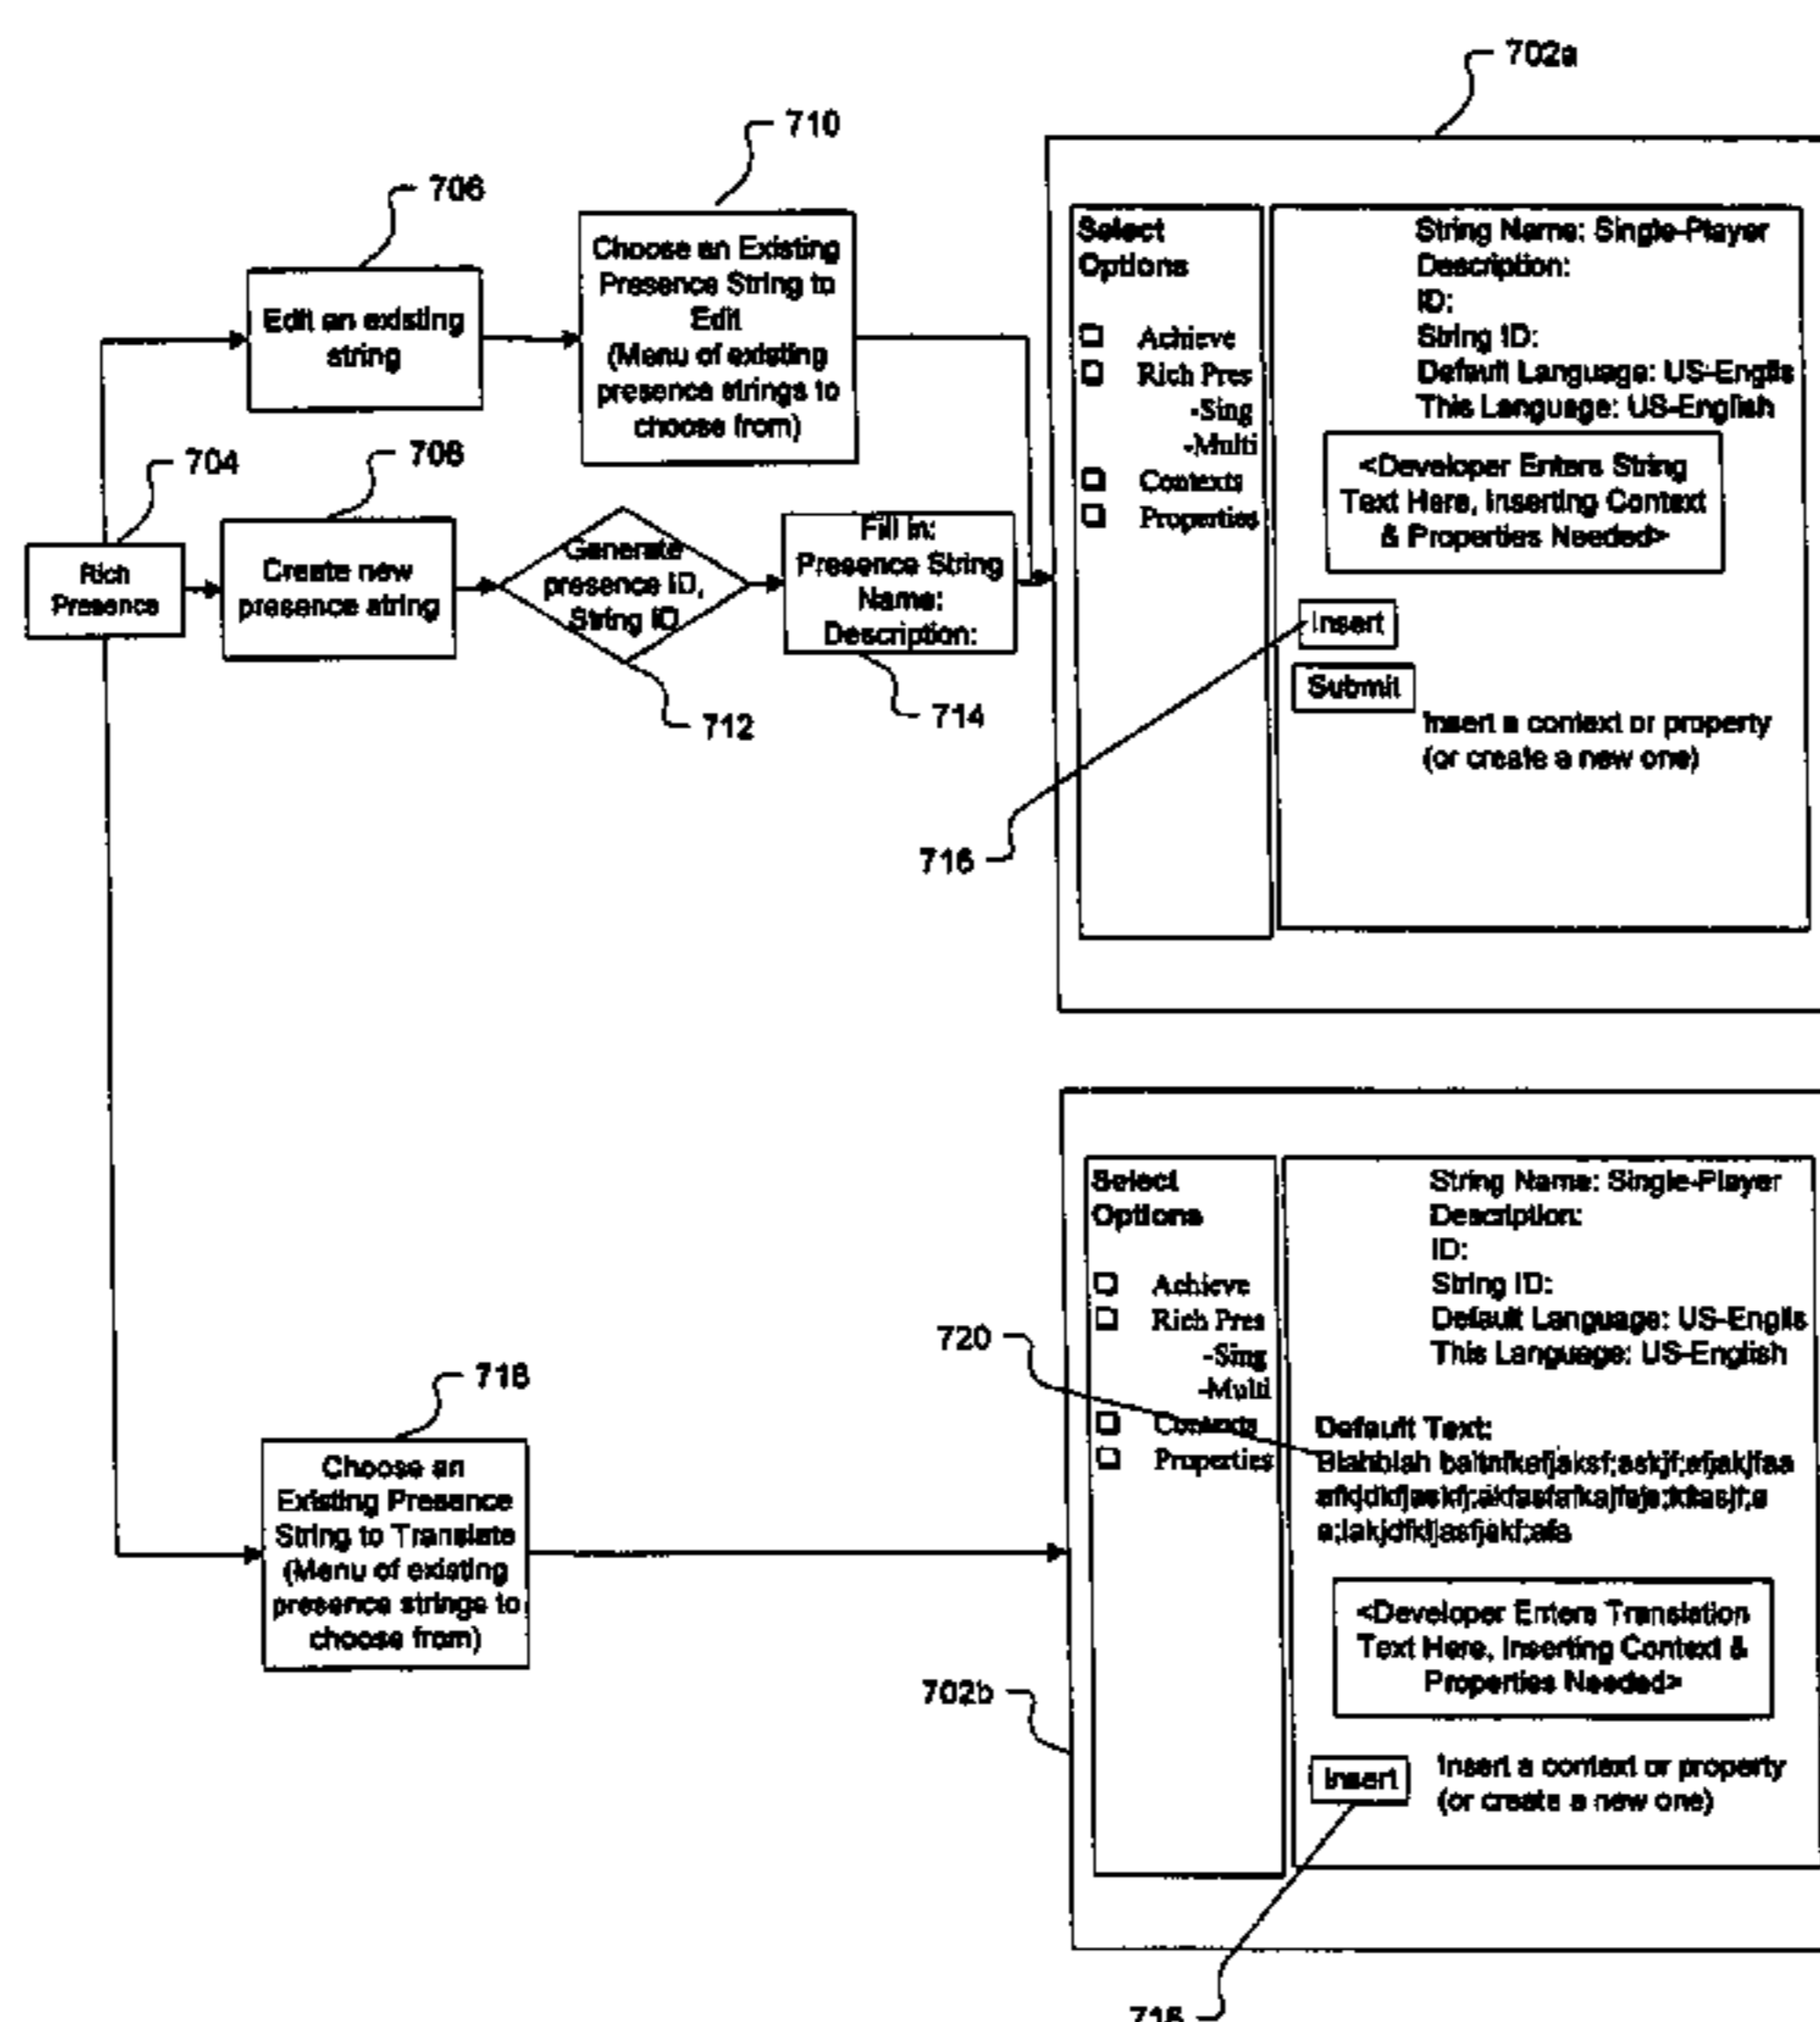 702a
710
706
Choose an Existing
Presence String to
Edit
(Menu of existing
presence strings to
choose from)
Edit an existing
string
704
708
Rich
Presence
Create new
presence string
Generate
presence ID,
String ID
Fill in:
Presence String
Name:
Description:
712
714
Select
Options
Achieve
Rich Pres
-Sing
-Multi
Contexts
Properties
String Name: Single-Player
Description:
ID:
String ID:
Default Language: US-Englis
This Language: US-English
<Developer Enters String
Text Here, Inserting Context
& Properties Needed>
Insert
Submit
Insert a context or property
(or create a new one)
716
718
Choose an
Existing Presence
String to Translate
(Menu of existing
presence strings to
choose from)
720
702b
Select
Options
Achieve
Rich Pres
-Sing
-Multi
Contexts
Properties
String Name: Single-Player
Description:
ID:
String ID:
Default Language: US-Englis
This Language: US-English
Default Text:
Blahblah
<Developer Enters Translation
Text Here, Inserting Context &
Properties Needed>
Insert
Insert a context or property
(or create a new one)
716